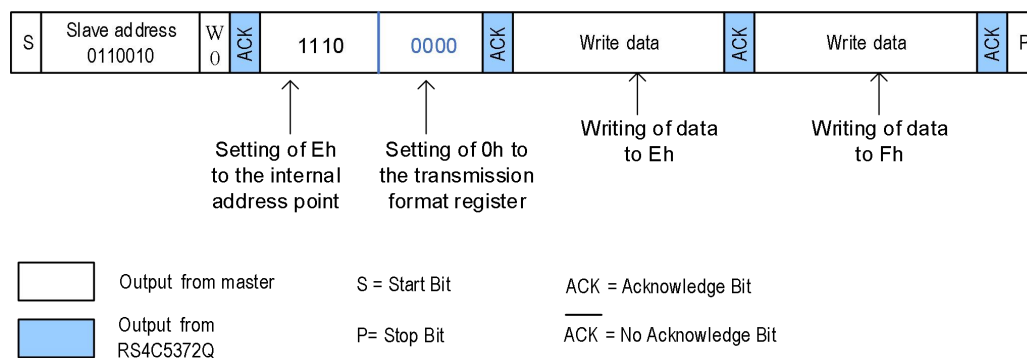 S
Slave address
0110010
W
0
ACK
1110
0000
ACK
Write data
ACK
Write data
ACK
P
Setting of Eh
to the internal
address point
Setting of 0h to
the transmission
format register
Writing of data
to Eh
Writing of data
to Fh
Output from master
S = Start Bit
ACK = Acknowledge Bit
Output from
RS4C5372Q
P= Stop Bit
ACK = No Acknowledge Bit